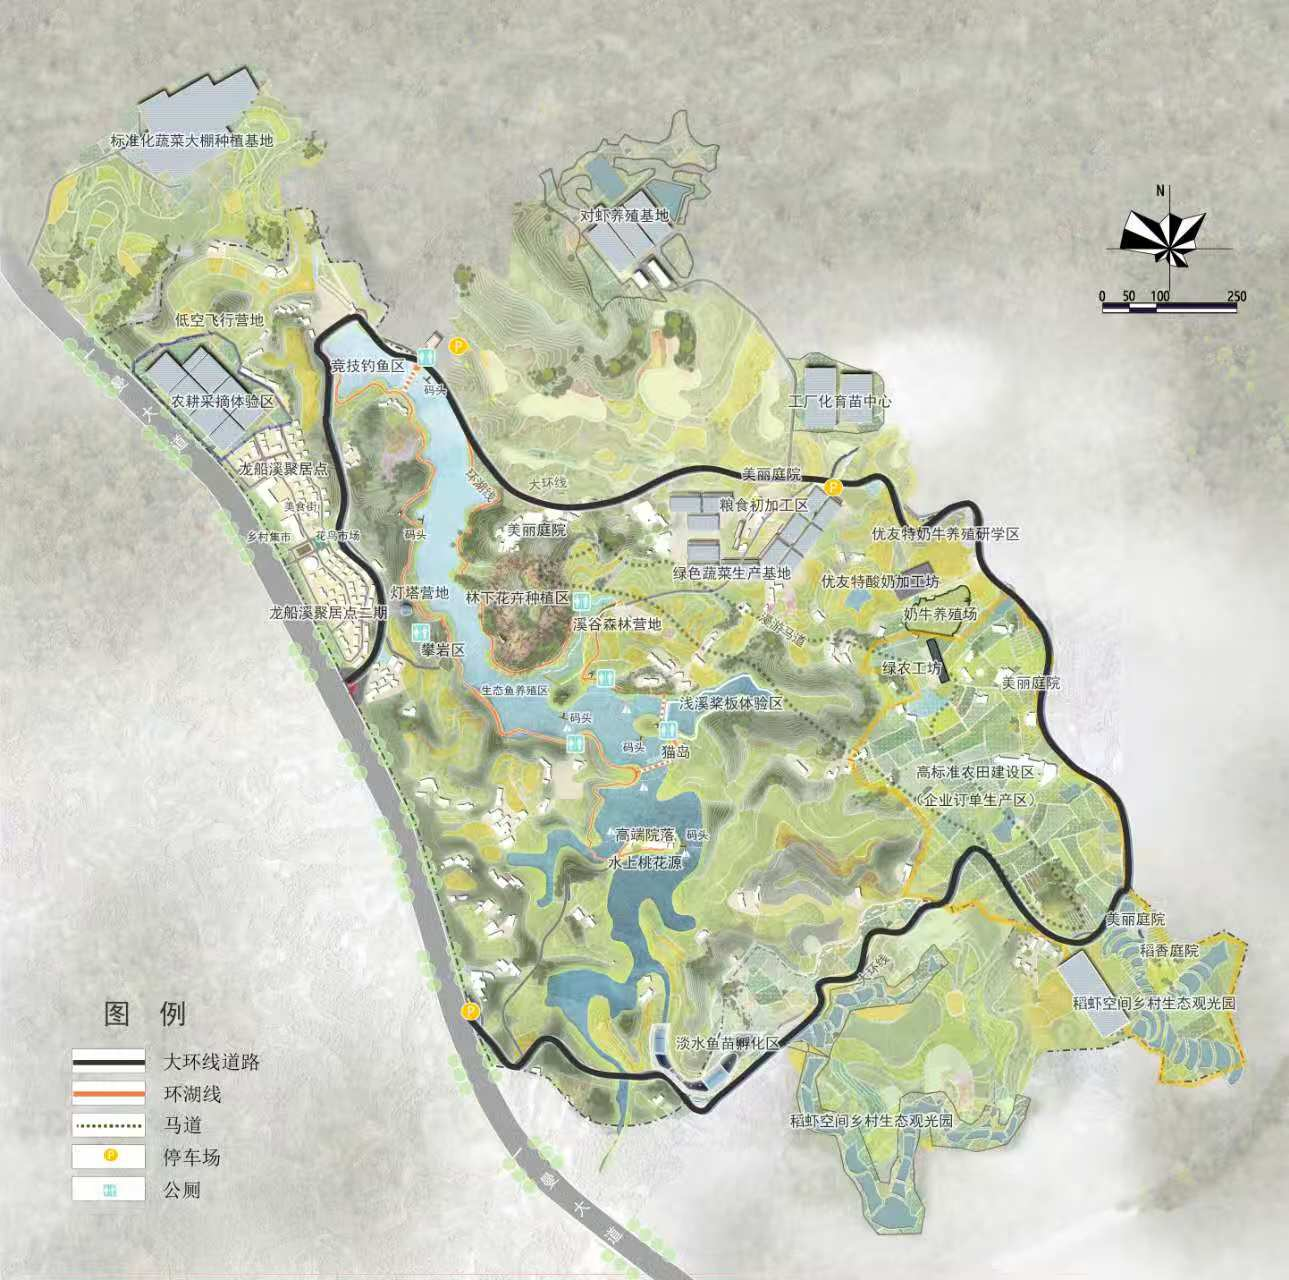 标准化蔬菜大棚种植基地
对虾养殖基地
N
0 50 100 250
低空飞行营地
竞技钓鱼区
码头
农耕采摘体验区
工厂化育苗中心
大道
龙船溪聚居点
环湖线
大环线
美丽庭院
粮食初加工区
美食街
乡村集市
花鸟市场
码头
美丽庭院
优友特奶牛养殖研学区
绿色蔬菜生产基地
优友特酸奶加工坊
灯塔营地
林下花卉种植区
龙船溪聚居点二期
溪谷森林营地
漫游马道
奶牛养殖场
攀岩区
绿农工坊
美丽庭院
生态鱼养殖区
浅溪桨板体验区
码头
码头
猫岛
高标准农田建设区
（企业订单生产区）
高端院落
码头
水上桃花源
美丽庭院
稻香庭院
大环线
稻虾空间乡村生态观光园
淡水鱼苗孵化区
稻虾空间乡村生态观光园
图 例
大环线道路
环湖线
马道
P 停车场
公厕
大道